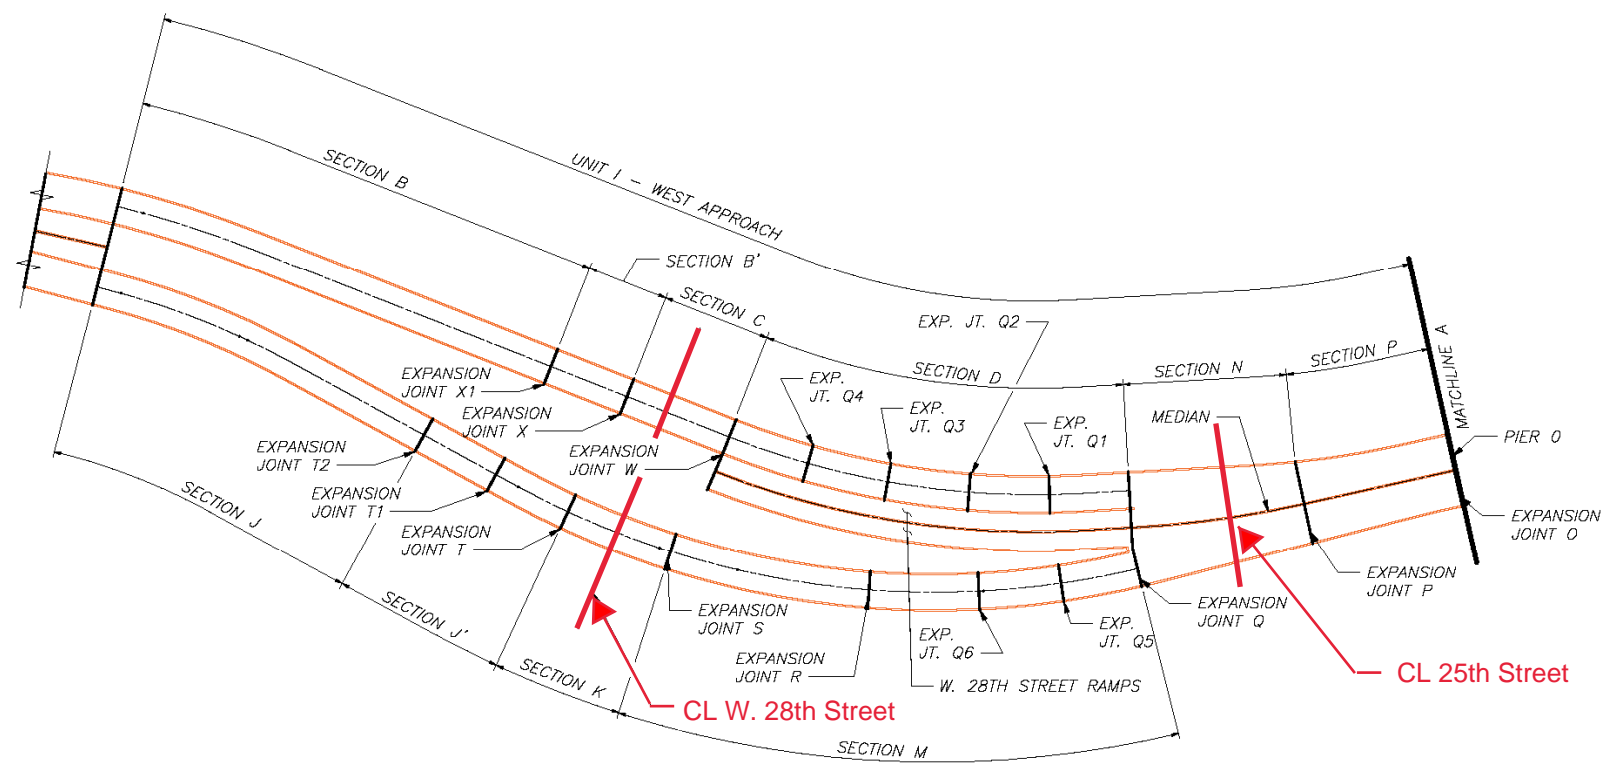 UNIT I - WEST APPROACH
SECTION B
SECTION B'
SECTION C
EXP. JT. Q2
SECTION D
SECTION N
SECTION P
MATCHLINE A
EXPANSION
JOINT X1
EXP.
JT. Q4
EXP.
JT. Q3
EXP.
JT. Q1
MEDIAN
PIER 0
EXPANSION
JOINT X
EXPANSION
JOINT W
EXPANSION
JOINT T2
EXPANSION
JOINT T1
EXPANSION
JOINT T
EXPANSION
JOINT O
SECTION J
SECTION J'
SECTION K
SECTION M
EXPANSION
JOINT S
EXPANSION
JOINT R
EXP.
JT. Q6
EXP.
JT. Q5
EXPANSION
JOINT Q
EXPANSION
JOINT P
W. 28TH STREET RAMPS
CL W. 28th Street
CL 25th Street